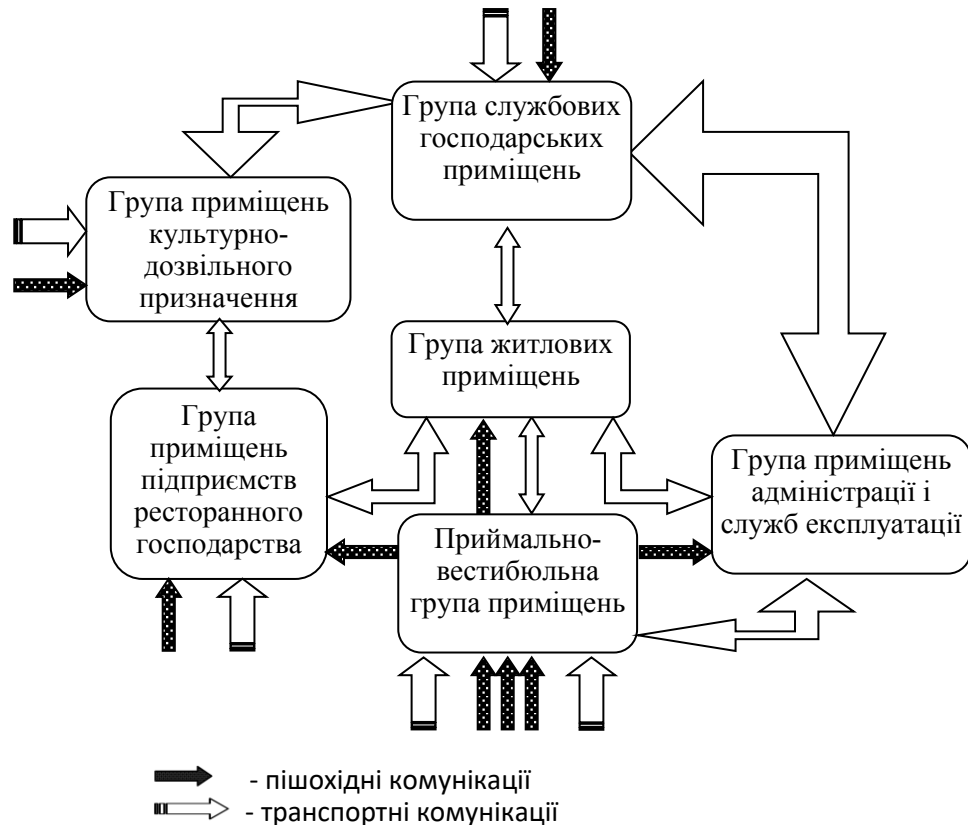 Група службових
господарських
приміщень
Група приміщень
культурно-
дозвільного
призначення
Група житлових
приміщень
Група
приміщень
підприємств
ресторанного
господарства
Група приміщень
адміністрації і
служб експлуатації
Приймально-
вестибюльна
група приміщень
- пішохідні комунікації
- транспортні комунікації